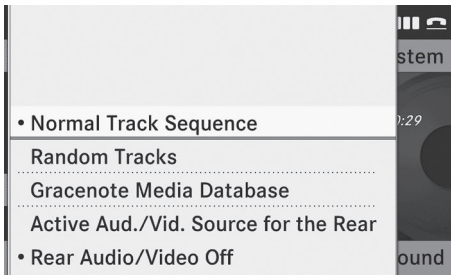 stem
• Normal Track Sequence
:29
Random Tracks
Gracenote Media Database
Active Aud./Vid. Source for the Rear
• Rear Audio/Video Off
ound